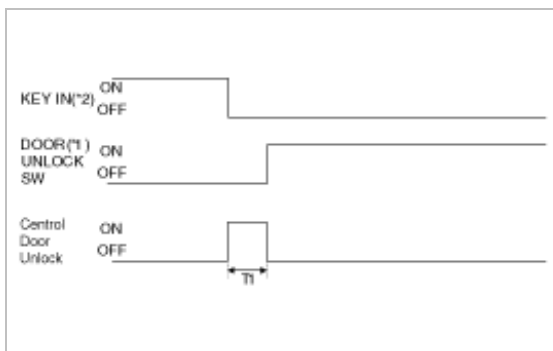 KEY IN(*2)
ON
OFF
DOOR(*1)
UNLOCK
SW
ON
OFF
Central
Door
Unlock
ON
OFF
T1